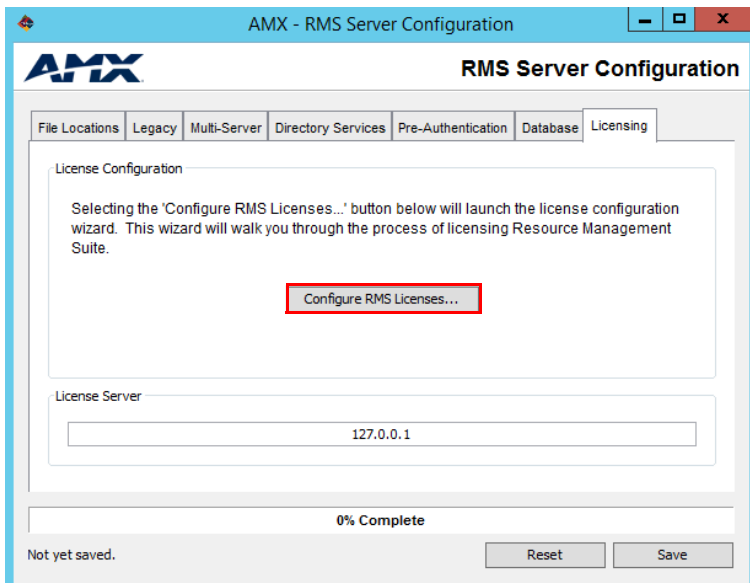 AMX - RMS Server Configuration
AMX
RMS Server Configuration
File Locations Legacy Multi-Server Directory Services Pre-Authentication Database Licensing
License Configuration
Selecting the 'Configure RMS Licenses...' button below will launch the license configuration
wizard. This wizard will walk you through the process of licensing Resource Management
Suite.
Configure RMS Licenses...
License Server
127.0.0.1
0% Complete
Not yet saved.
Reset
Save